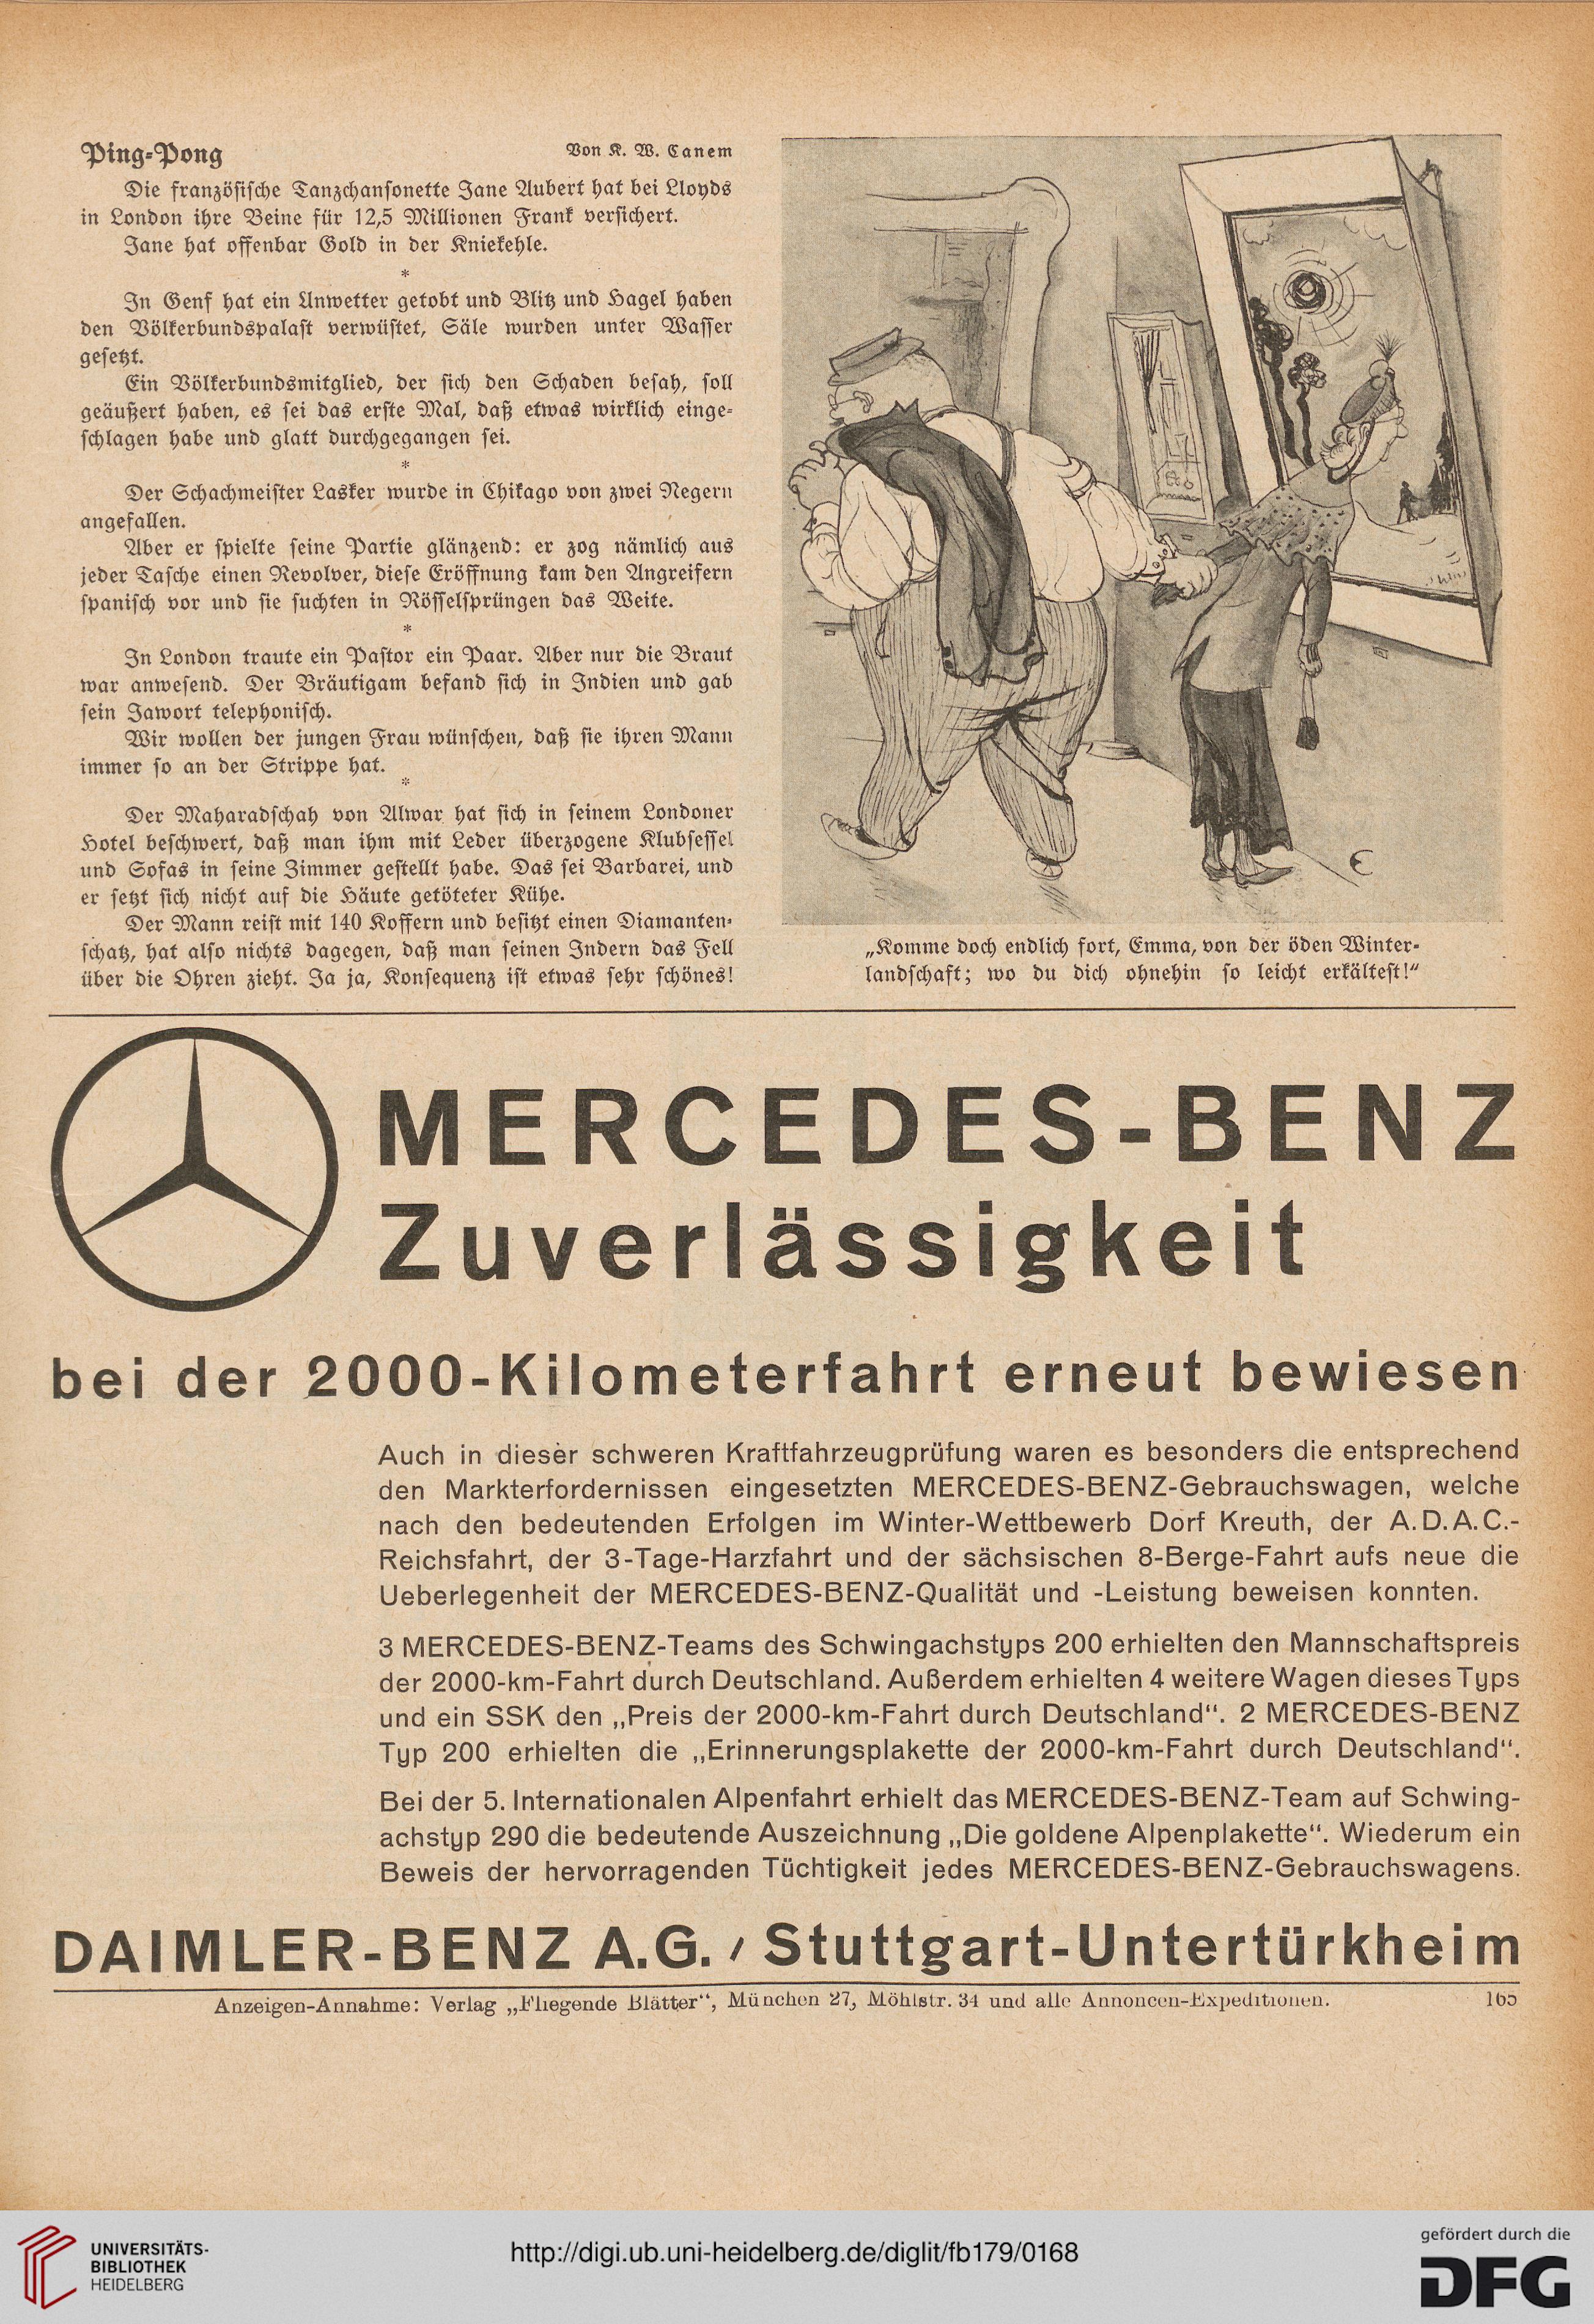 Ping-Pong
Von K. W. Canem
Die französische Tanzchansonette Jane Aubert hat bei Lloyds
in London ihre Beine für 12,5 Millionen Frank versichert.
Jane hat offenbar Gold in der Kniekehle.
*
In Genf hat ein Unwetter getobt und Blitz und Hagel haben
den Völkerbundspalast verwüstet, Säle wurden unter Wasser
gesetzt.
Ein Völkerbundsmitglied, der sich den Schaden besah, soll
geäußert haben, es sei das erste Mal, daß etwas wirklich einge-
schlagen habe und glatt durchgegangen sei.
*
Der Schachmeister Lasker wurde in Chikago von zwei Negern
angefallen.
Aber er spielte seine Partie glänzend: er zog nämlich aus
jeder Tasche einen Revolver, diese Eröffnung kam den Angreifern
spanisch vor und sie suchten in Rösselsprüngen das Weite.
*
In London traute ein Pastor ein Paar. Aber nur die Braut
war anwesend. Der Bräutigam befand sich in Indien und gab
sein Jawort telephonisch.
Wir wollen der jungen Frau wünschen, daß sie ihren Mann
immer so an der Strippe hat.
*
Der Maharadschah von Alwar hat sich in seinem Londoner
Hotel beschwert, daß man ihm mit Leder überzogene Klubsessel
und Sofas in seine Zimmer gestellt habe. Das sei Barbarei, und
er setzt sich nicht auf die Häute getöteter Kühe.
Der Mann reist mit 140 Koffern und besitzt einen Diamanten-
schatz, hat also nichts dagegen, daß man seinen Indern das Fell
über die Ohren zieht. Ja ja, Konsequenz ist etwas sehr schönes!
„Komme doch endlich fort, Emma, von der öden Winter-
landschaft; wo du dich ohnehin so leicht erkältest!“
MERCEDES-BENZ
Zuverlässigkeit
bei der 2000-Kilometerfahrt erneut bewiesen
Auch in dieser schweren Kraftfahrzeugprüfung waren es besonders die entsprechend
den Markterfordernissen eingesetzten MERCEDES-BENZ-Gebrauchswagen, welche
nach den bedeutenden Erfolgen im Winter-Wettbewerb Dorf Kreuth, der A.D.A.C.-
Reichsfahrt, der 3-Tage-Harzfahrt und der sächsischen 8-Berge-Fahrt aufs neue die
Ueberlegenheit der MERCEDES-BENZ-Qualität und -Leistung beweisen konnten.
3 MERCEDES-BENZ-Teams des Schwingachstyps 200 erhielten den Mannschaftspreis
der 2000-km-Fahrt durch Deutschland. Außerdem erhielten 4 weitere Wagen dieses Typs
und ein SSK den „Preis der 2000-km-Fahrt durch Deutschland“. 2 MERCEDES-BENZ
Typ 200 erhielten die „Erinnerungsplakette der 2000-km-Fahrt durch Deutschland“.
Bei der 5. Internationalen Alpenfahrt erhielt das MERCEDES-BENZ-Team auf Schwing-
achstyp 290 die bedeutende Auszeichnung „Die goldene Alpenplakette“. Wiederum ein
Beweis der hervorragenden Tüchtigkeit jedes MERCEDES-BENZ-Gebrauchswagens.
DAIMLER-BENZ A.G. / Stuttgart-Untertürkheim
Anzeigen-Annahme: Verlag „Fliegende Blätter“, München 27, Möhlstr. 34 und alle Annoncen-Expeditionen.
165
UNIVERSITÄTS-
BIBLIOTHEK
HEIDELBERG
http://digi.ub.uni-heidelberg.de/diglit/fb179/0168
gefördert durch die
DFG